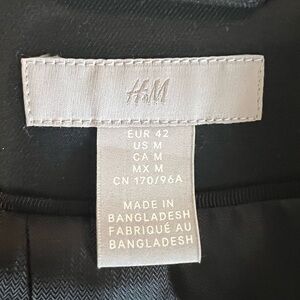 H&M
EUR 42
US M
CA M
MX M
CN 170/96A
MADE IN
BANGLADESH
FABRIQUÉ AU
BANGLADESH